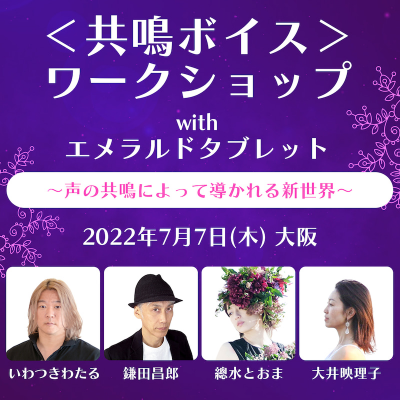 ＜共鳴ボイス＞
ワークショップ
with
エメラルドタブレット
～声の共鳴によって導かれる新世界～
2022年7月7日(木) 大阪
いわつきわたる 鎌田昌郎 總水とおま 大井映理子